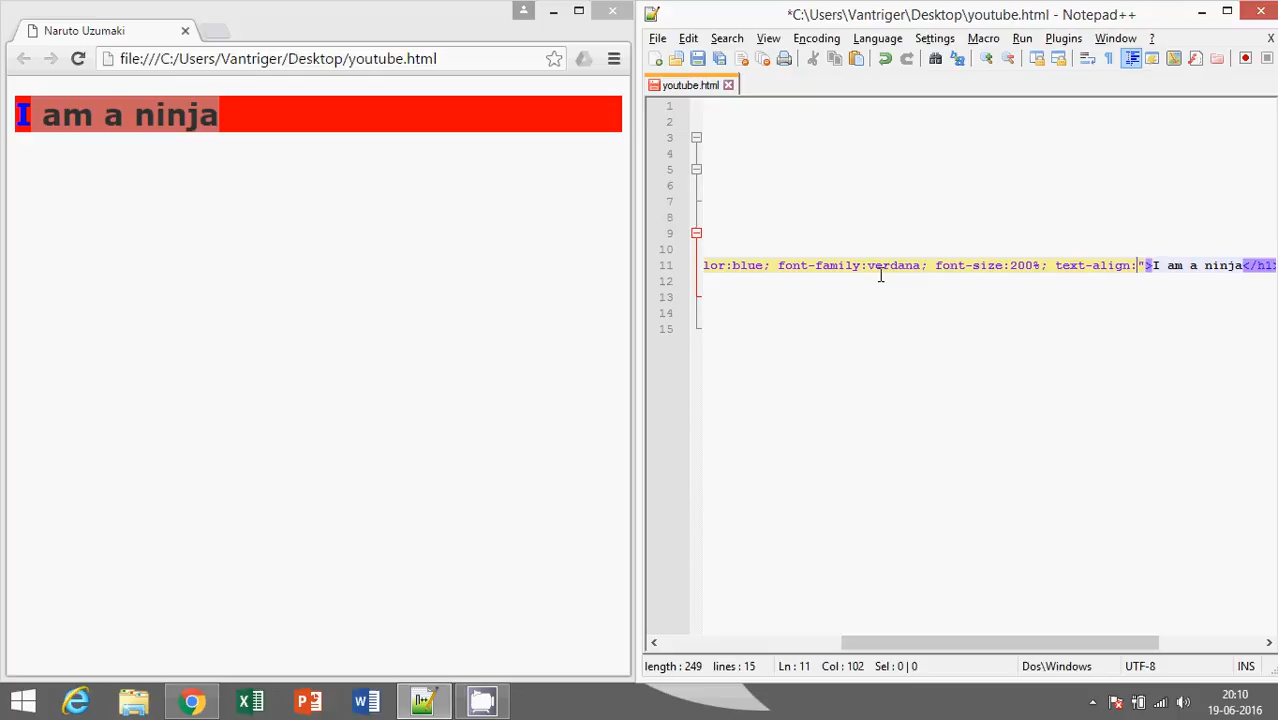 Naruto Uzumaki
file:///C:/Users/Vantriger/Desktop/youtube.html
I am a ninja
*C:\Users\Vantriger\Desktop\youtube.html - Notepad++
File Edit Search View Encoding Language Settings Macro Run Plugins Window ? X
youtube.html
1
2
3
4
5
6
7
8
9
10
11 lor:blue; font-family:verdana; font-size:200%; text-align:">I am a ninja</h1>
12
13
14
15
length : 249 lines : 15 Ln : 11 Col : 102 Sel : 0 | 0 Dos\Windows UTF-8 INS
20:10
19-06-2016